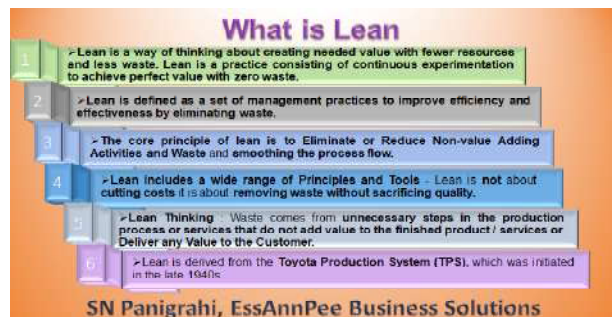 What is Lean
1
➢Lean is a way of thinking about creating needed value with fewer resources
and less waste. Lean is a practice consisting of continuous experimentation
to achieve perfect value with zero waste.
2
➢Lean is defined as a set of management practices to improve efficiency and
effectiveness by eliminating waste.
3
➢The core principle of lean is to Eliminate or Reduce Non-value Adding
Activities and Waste and smoothing the process flow.
4
➢Lean includes a wide range of Principles and Tools - Lean is not about
cutting costs it is about removing waste without sacrificing quality.
5
➢Lean Thinking - Waste comes from unnecessary steps in the production
process or services that do not add value to the finished product / services or
Deliver any Value to the Customer.
6
➢Lean is derived from the Toyota Production System (TPS), which was initiated
in the late 1940s
SN Panigrahi, EssAnnPee Business Solutions